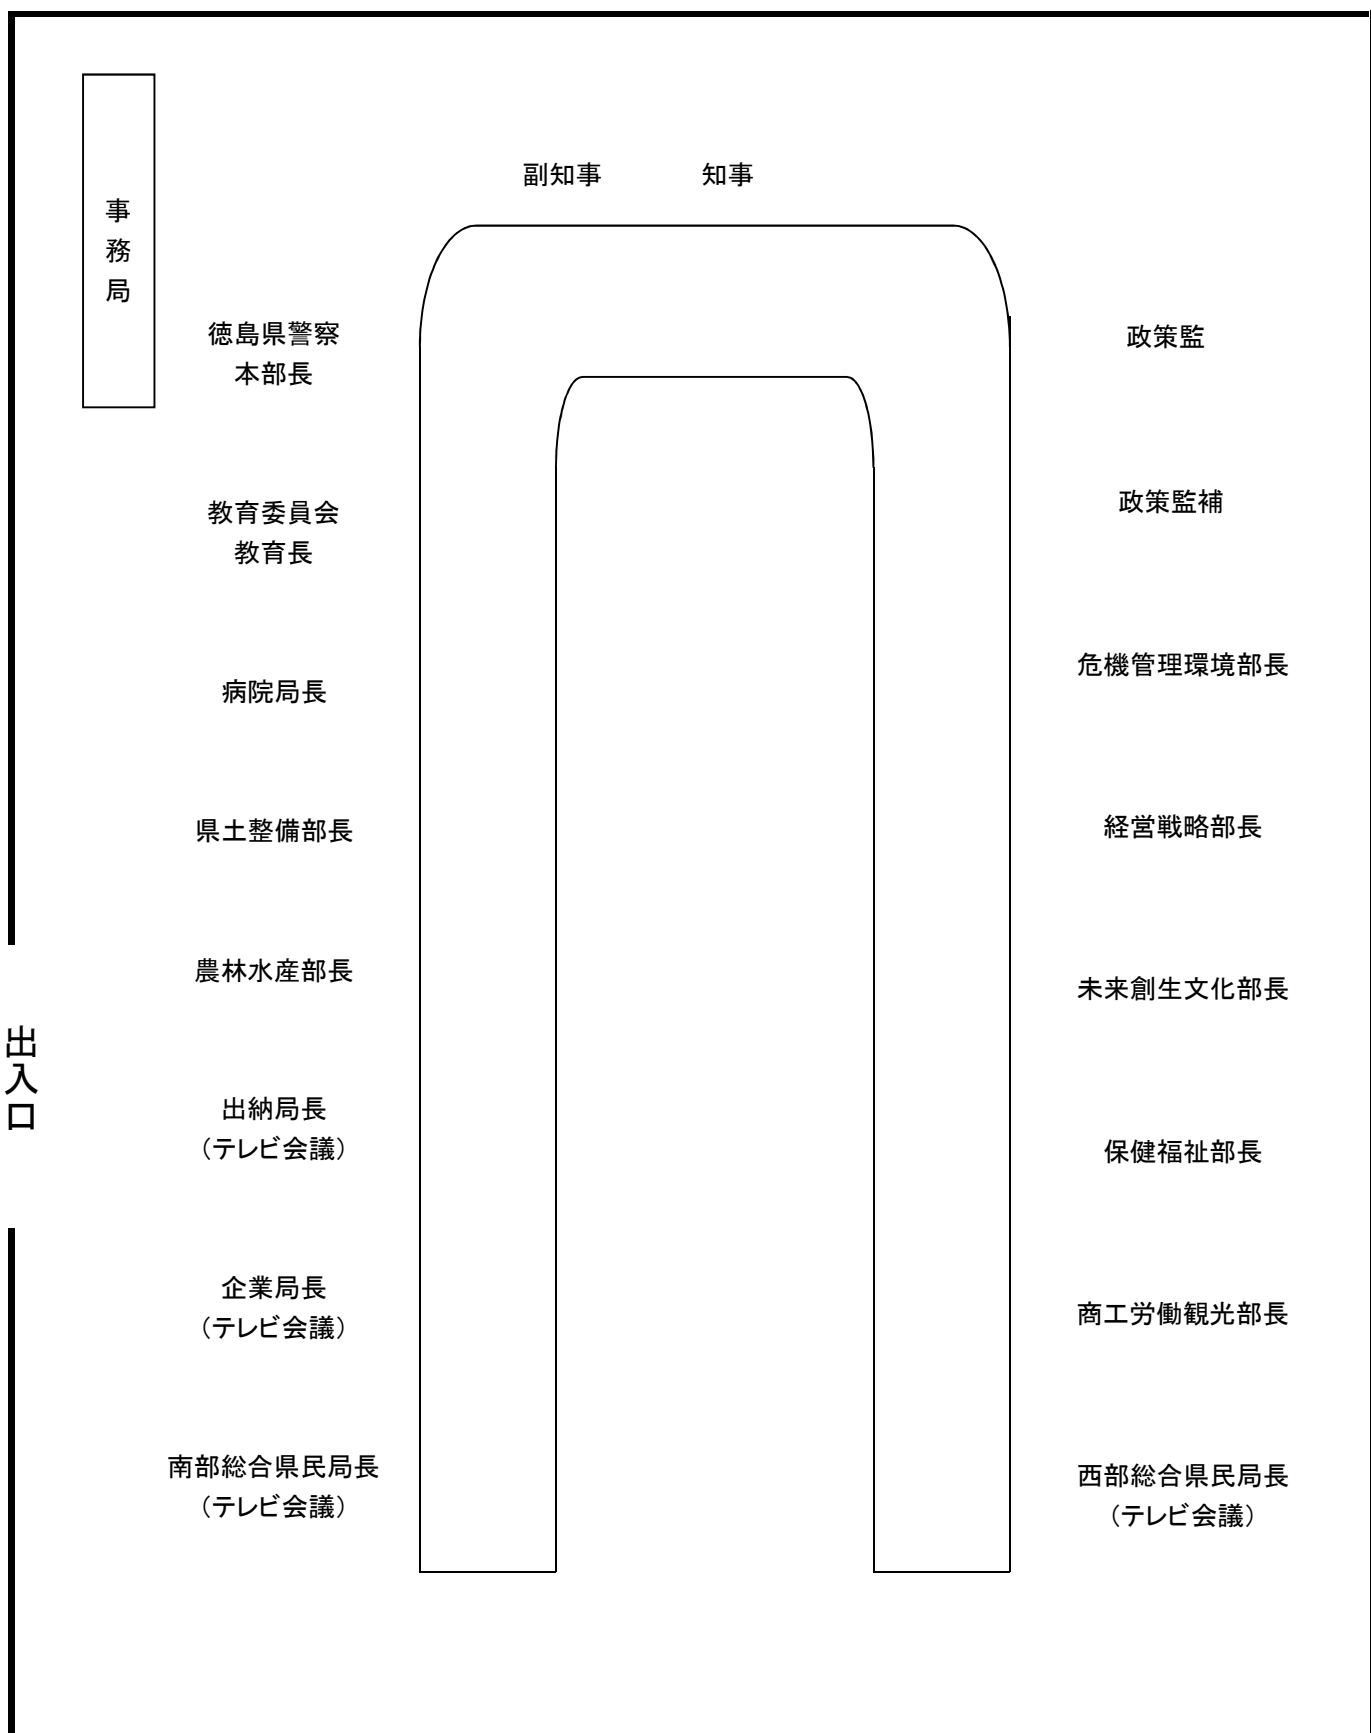 副知事
知事
事務局
徳島県警察
本部長
教育委員会
教育長
病院局長
県土整備部長
農林水産部長
出納局長
（テレビ会議）
企業局長
（テレビ会議）
南部総合県民局長
（テレビ会議）
政策監
政策監補
危機管理環境部長
経営戦略部長
未来創生文化部長
保健福祉部長
商工労働観光部長
西部総合県民局長
（テレビ会議）
出入口